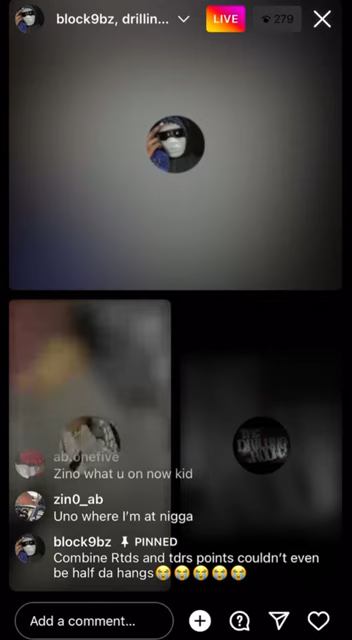 block9bz, drillin...
LIVE
279
ab.onefive
Zino what u on now kid
zin0_ab
Uno where I'm at nigga
block9bz PINNED
Combine Rtds and tdrs points couldn't even
be half da hangs😭😭😭😭😭
Add a comment...